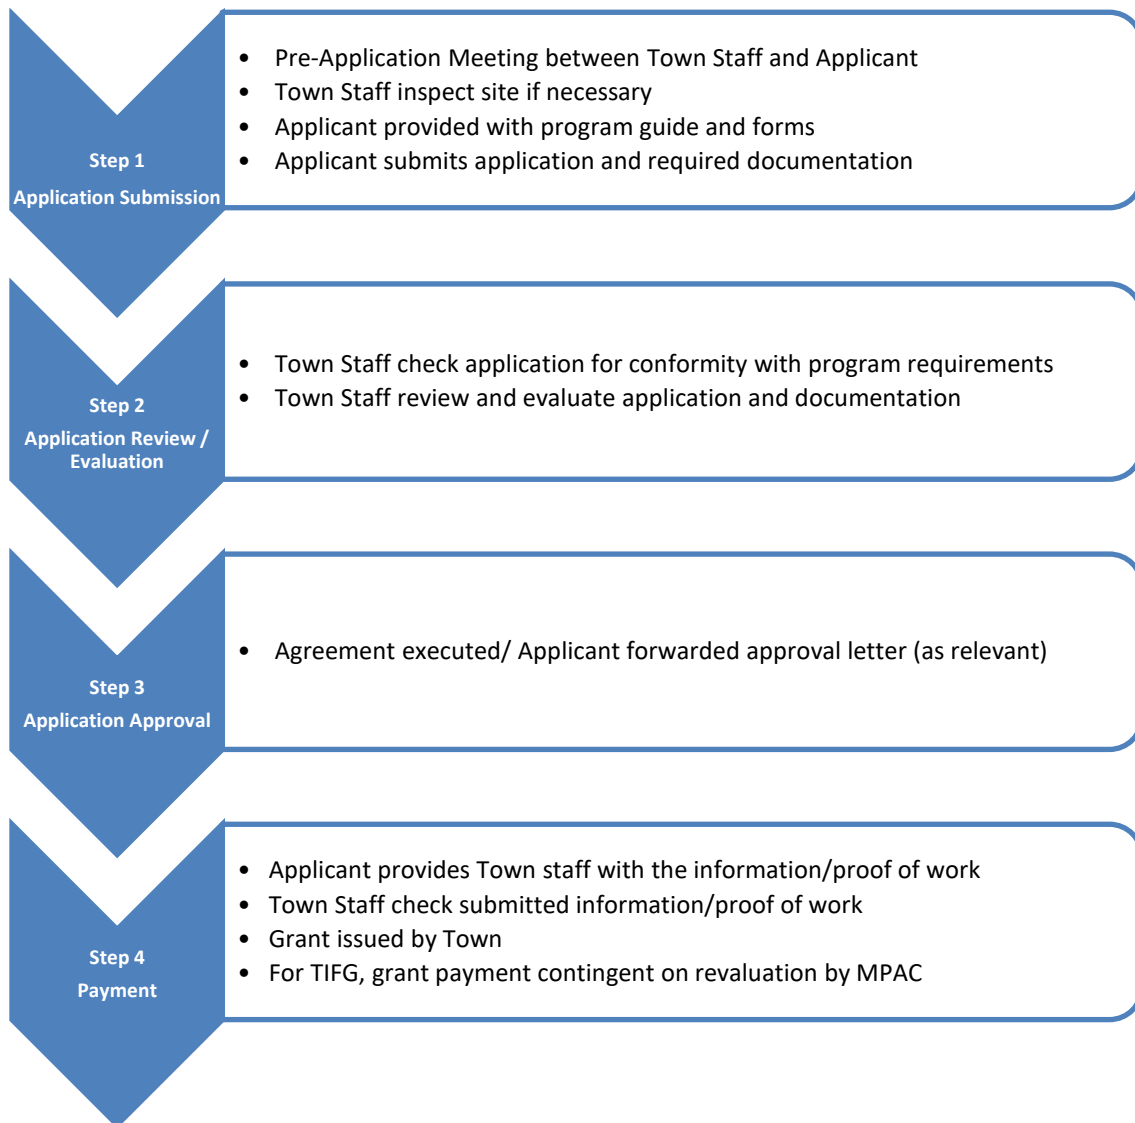 Step 1
Application Submission
• Pre-Application Meeting between Town Staff and Applicant
• Town Staff inspect site if necessary
• Applicant provided with program guide and forms
• Applicant submits application and required documentation
Step 2
Application Review /
Evaluation
• Town Staff check application for conformity with program requirements
• Town Staff review and evaluate application and documentation
Step 3
Application Approval
• Agreement executed/ Applicant forwarded approval letter (as relevant)
Step 4
Payment
• Applicant provides Town staff with the information/proof of work
• Town Staff check submitted information/proof of work
• Grant issued by Town
• For TIFG, grant payment contingent on revaluation by MPAC